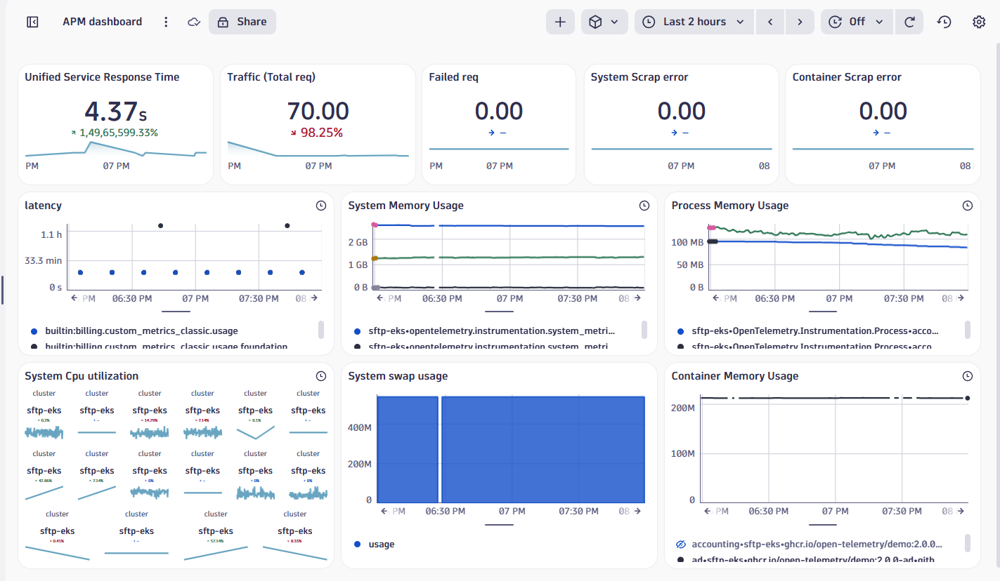 APM dashboard
Share
Last 2 hours
Off
Unified Service Response Time
4.37s
1,49,65,599.33%
PM 07 PM
Traffic (Total req)
70.00
98.25%
PM 07 PM
Failed req
0.00
–
PM 07 PM
System Scrap error
0.00
–
07 PM 08
Container Scrap error
0.00
–
07 PM 08
latency
1.1 h
33.3 min
0 s
PM 06:30 PM 07 PM 07:30 PM 08
builtin:billing.custom_metrics_classic.usage
builtin:billing.custom_metrics_classic.usage.foundation
System Memory Usage
2 GB
1 GB
0 B
PM 06:30 PM 07 PM 07:30 PM 08
sftp-eks•opentelemetry.instrumentation.system_metri...
sftp-eks•opentelemetry.instrumentation.system_metri
Process Memory Usage
100 MB
50 MB
0 B
PM 06:30 PM 07 PM 07:30 PM 08
sftp-eks•OpenTelemetry.Instrumentation.Process•acco...
sftp-eks•OpenTelemetry.Instrumentation.Process•acco
System Cpu utilization
cluster cluster cluster cluster cluster cluster
sftp-eks sftp-eks sftp-eks sftp-eks sftp-eks sftp-eks
0.2% – 14.29% 7.14% 0.1% –
cluster cluster cluster cluster cluster cluster
sftp-eks sftp-eks sftp-eks sftp-eks sftp-eks sftp-eks
42.86% 7.14% 0% – 0% 0%
cluster cluster cluster cluster
sftp-eks sftp-eks sftp-eks sftp-eks
0.41% – 57.14% 8.33%
System swap usage
400M
200M
0
PM 06:30 PM 07 PM 07:30 PM 08
usage
Container Memory Usage
200M
100M
0
PM 06:30 PM 07 PM 07:30 PM 08
accounting•sftp-eks•ghcr.io/open-telemetry/demo:2.0.0...
ad•sftp-eks•ghcr.io/open-telemetry/demo:2.0.0-ad•gith